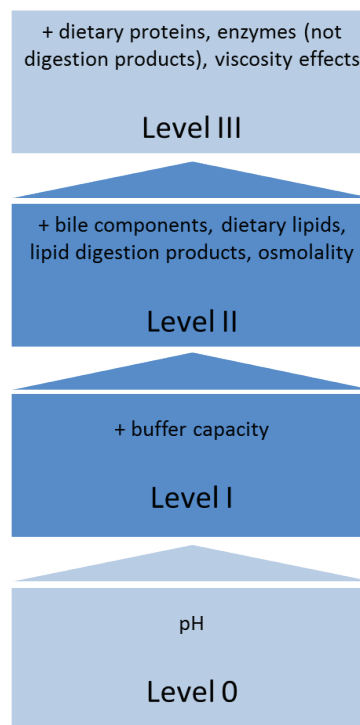 + dietary proteins, enzymes (not
digestion products), viscosity effects
Level III
+ bile components, dietary lipids,
lipid digestion products, osmolality
Level II
+ buffer capacity
Level I
pH
Level 0